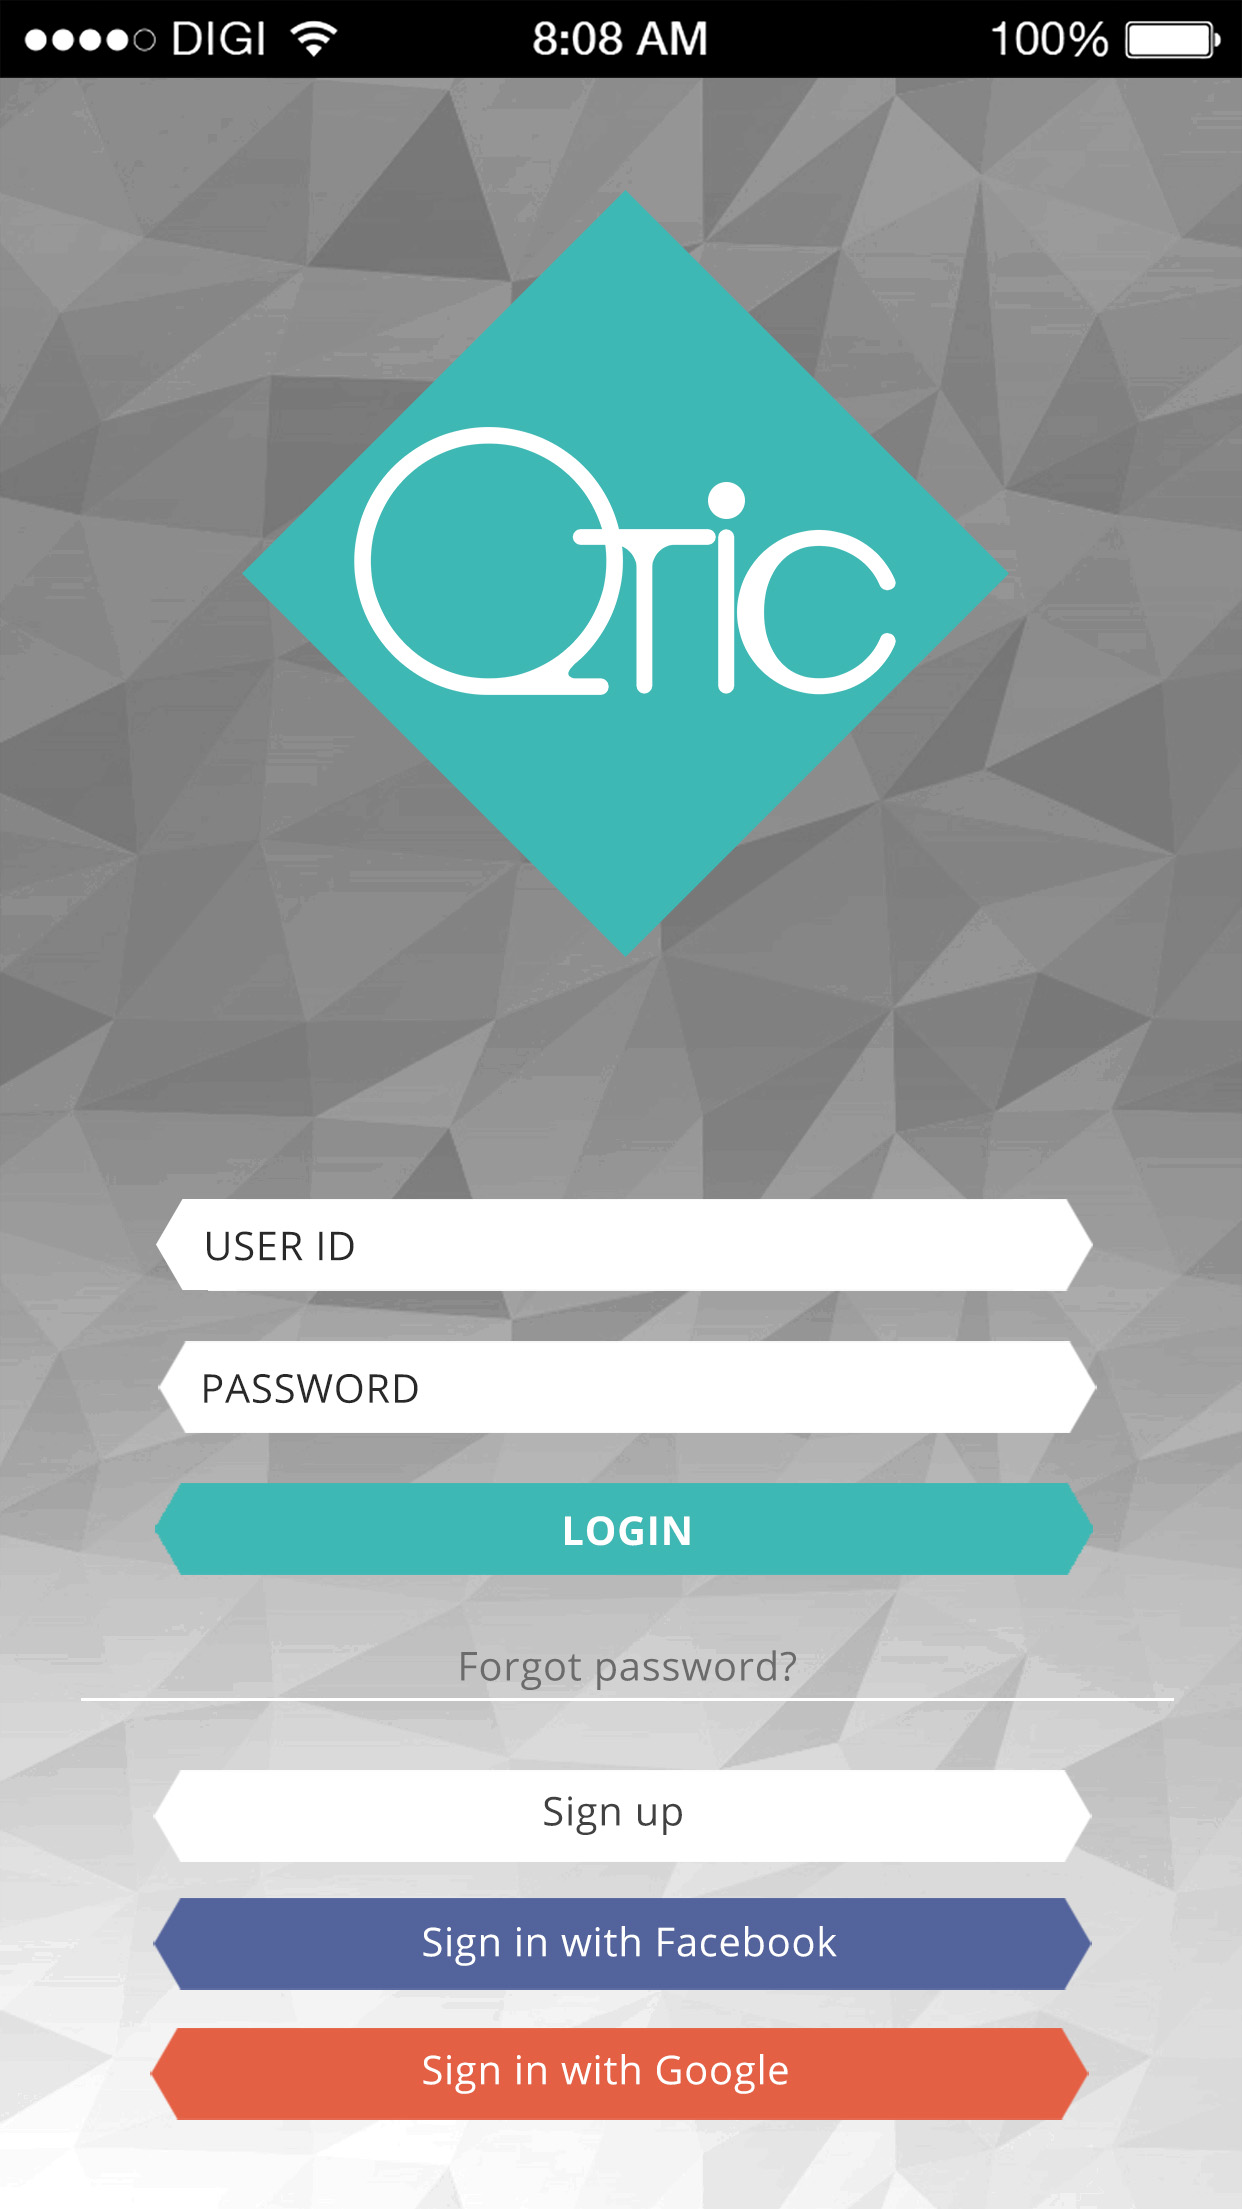 DIGI 8:08 AM 100%
QTic
USER ID
PASSWORD
LOGIN
Forgot password?
Sign up
Sign in with Facebook
Sign in with Google